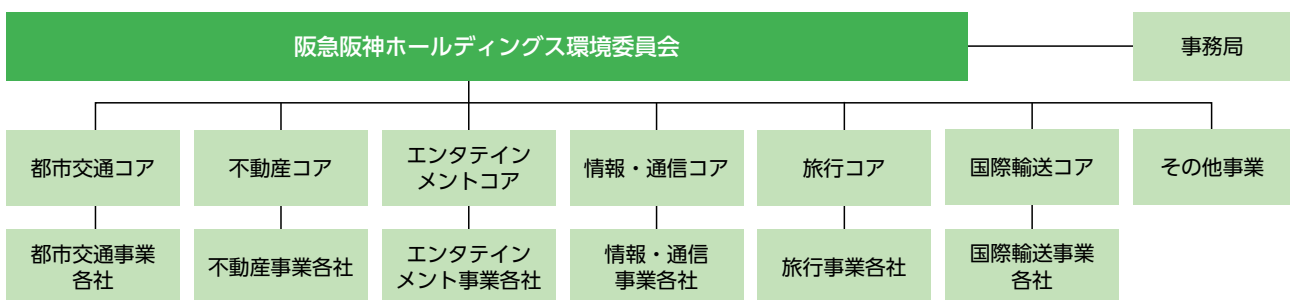 阪急阪神ホールディングス環境委員会
事務局
都市交通コア
不動産コア
エンタテイン
メントコア
情報・通信コア
旅行コア
国際輸送コア
その他事業
都市交通事業
各社
不動産事業各社
エンタテイン
メント事業各社
情報・通信
事業各社
旅行事業各社
国際輸送事業
各社